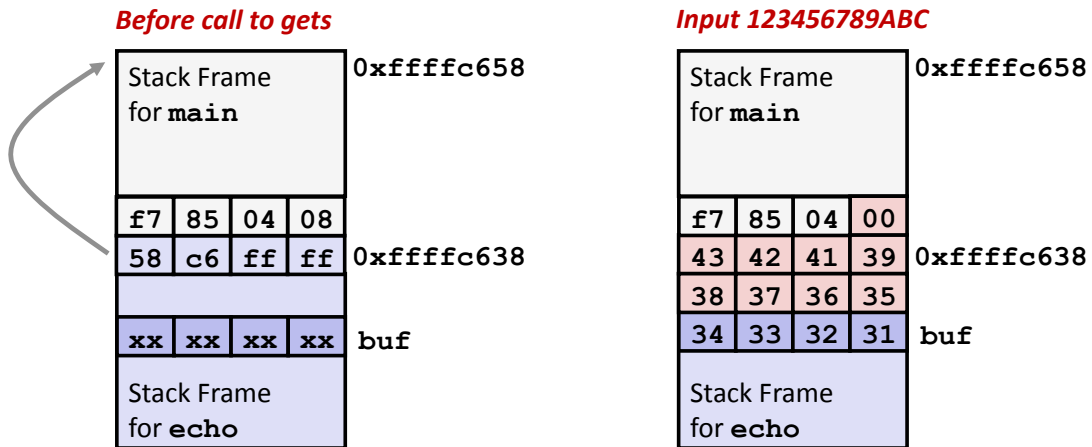 Before call to gets
Stack Frame
for main
0xffffc658
f7 85 04 08
58 c6 ff ff
0xffffc638
xx xx xx xx
buf
Stack Frame
for echo
Input 123456789ABC
Stack Frame
for main
0xffffc658
f7 85 04 00
43 42 41 39
0xffffc638
38 37 36 35
34 33 32 31
buf
Stack Frame
for echo